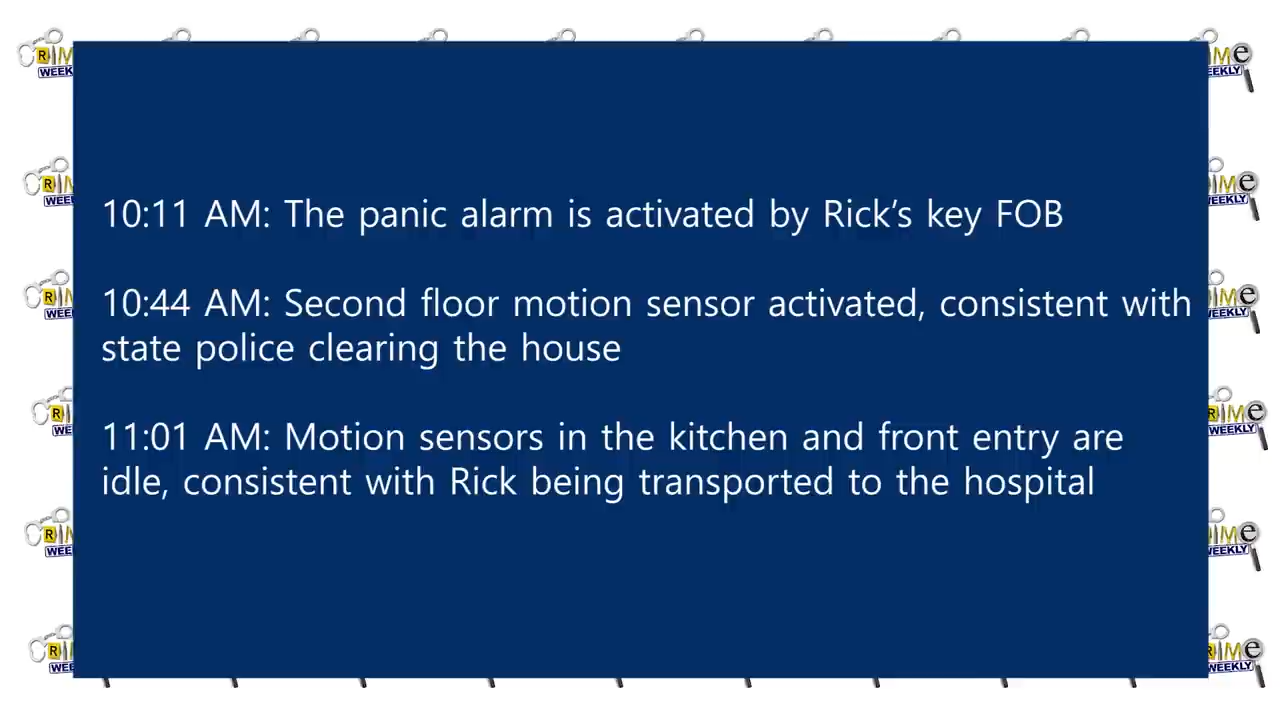 10:11 AM: The panic alarm is activated by Rick's key FOB
10:44 AM: Second floor motion sensor activated, consistent with
state police clearing the house
11:01 AM: Motion sensors in the kitchen and front entry are
idle, consistent with Rick being transported to the hospital